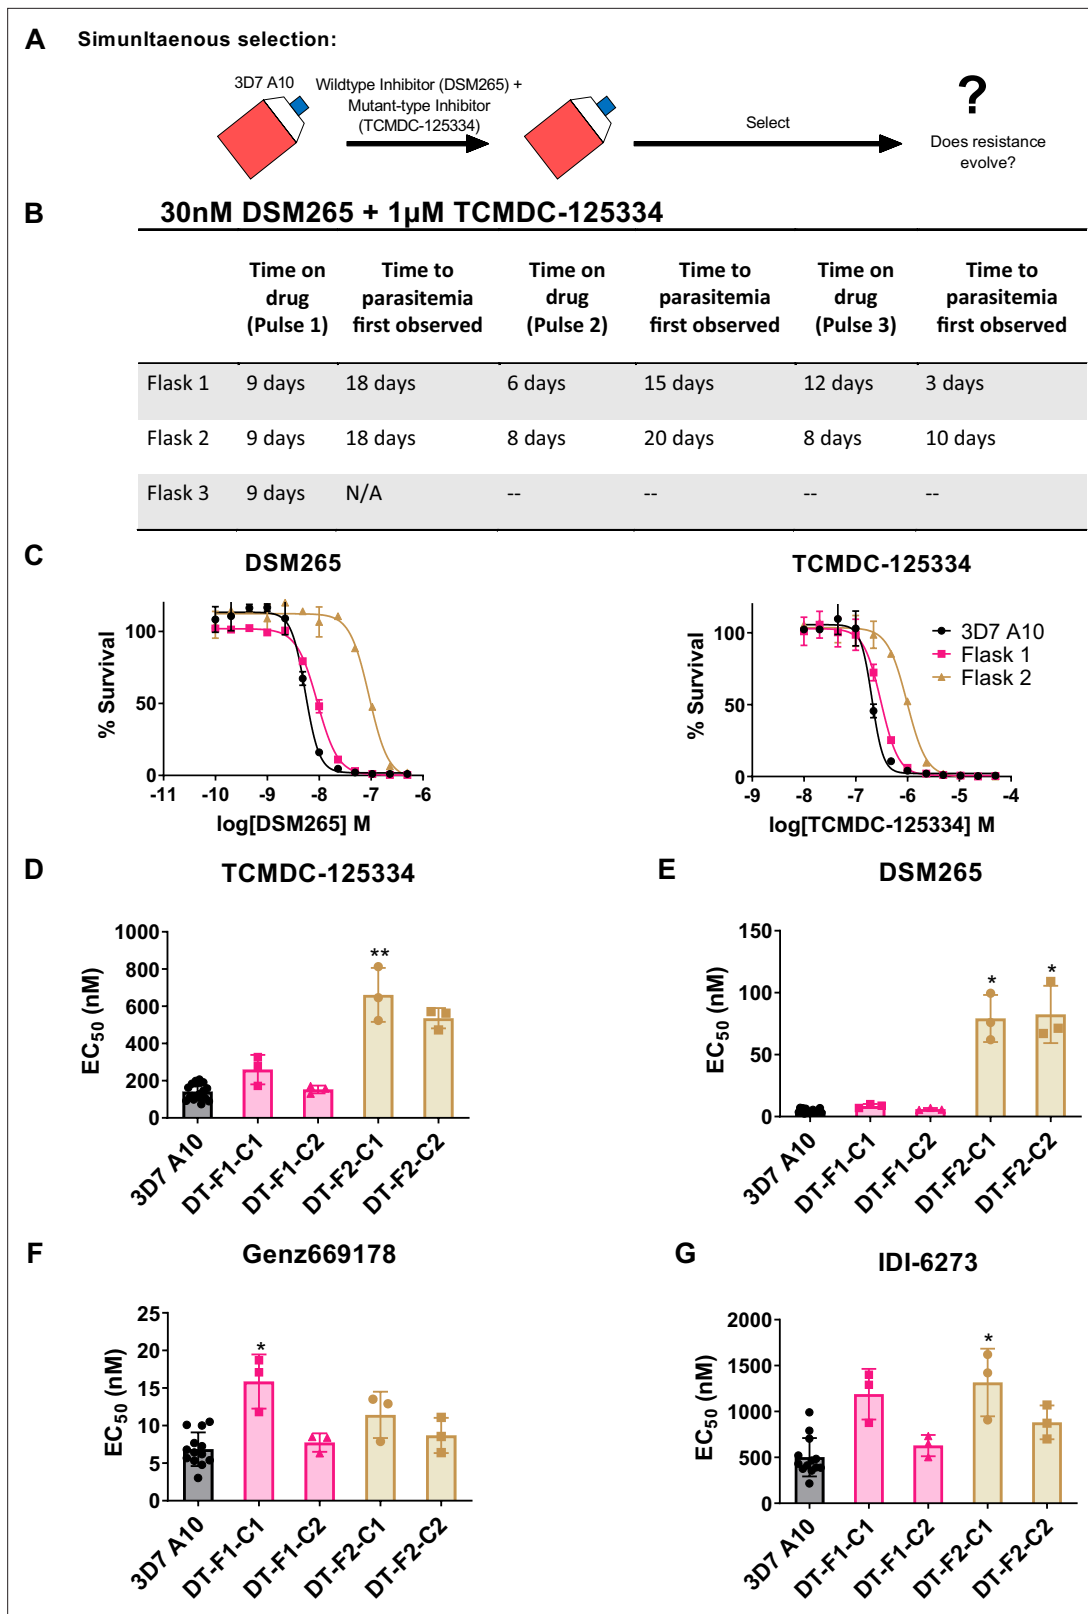 A Simunltaenous selection:
3D7 A10
Wildtype Inhibitor (DSM265) +
Mutant-type Inhibitor
(TCMDC-125334)
Select
?
Does resistance
evolve?
B 30nM DSM265 + 1µM TCMDC-125334
Time on drug (Pulse 1) Time to parasitemia first observed Time on drug (Pulse 2) Time to parasitemia first observed Time on drug (Pulse 3) Time to parasitemia first observed
Flask 1 9 days 18 days 6 days 15 days 12 days 3 days
Flask 2 9 days 18 days 8 days 20 days 8 days 10 days
Flask 3 9 days N/A -- -- -- --
C
DSM265
% Survival
100
50
0
-11 -10 -9 -8 -7 -6
log[DSM265] M
TCMDC-125334
% Survival
100
50
0
-9 -8 -7 -6 -5 -4
log[TCMDC-125334] M
3D7 A10
Flask 1
Flask 2
D TCMDC-125334
EC50 (nM)
1000
800
600
400
200
0
**
3D7 A10 DT-F1-C1 DT-F1-C2 DT-F2-C1 DT-F2-C2
E DSM265
EC50 (nM)
150
100
50
0
* *
3D7 A10 DT-F1-C1 DT-F1-C2 DT-F2-C1 DT-F2-C2
F Genz669178
EC50 (nM)
25
20
15
10
5
0
*
3D7 A10 DT-F1-C1 DT-F1-C2 DT-F2-C1 DT-F2-C2
G IDI-6273
EC50 (nM)
2000
1500
1000
500
0
*
3D7 A10 DT-F1-C1 DT-F1-C2 DT-F2-C1 DT-F2-C2